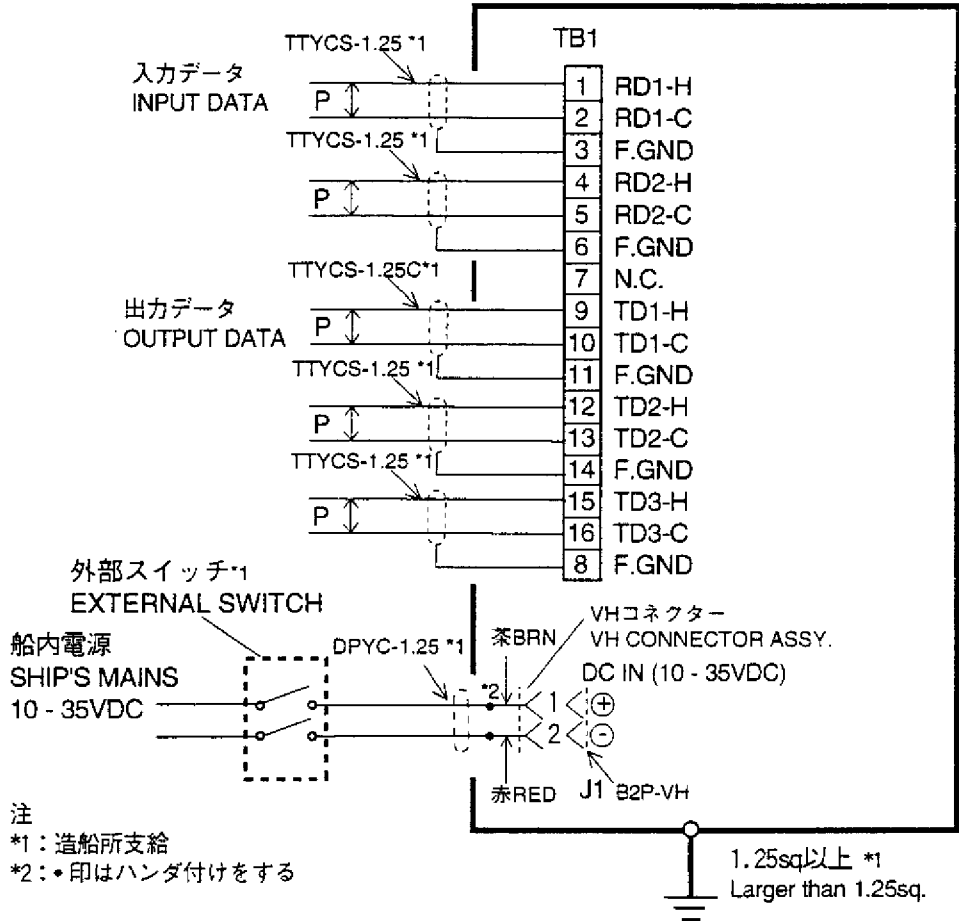 TB1
TTYCS-1.25 *1
入力データ
INPUT DATA
P
1 RD1-H
2 RD1-C
TTYCS-1.25 *1
3 F.GND
P
4 RD2-H
5 RD2-C
6 F.GND
TTYCS-1.25C*1
7 N.C.
出力データ
OUTPUT DATA
P
9 TD1-H
10 TD1-C
TTYCS-1.25 *1
11 F.GND
P
12 TD2-H
13 TD2-C
TTYCS-1.25 *1
14 F.GND
P
15 TD3-H
16 TD3-C
8 F.GND
外部スイッチ*1
EXTERNAL SWITCH
船内電源
SHIP'S MAINS
10 - 35VDC
DPYC-1.25 *1
*2
茶BRN
VHコネクター
VH CONNECTOR ASSY.
DC IN (10 - 35VDC)
1 +
2 -
赤RED
J1 B2P-VH
注
*1：造船所支給
*2：• 印はハンダ付けをする
1.25sq以上 *1
Larger than 1.25sq.